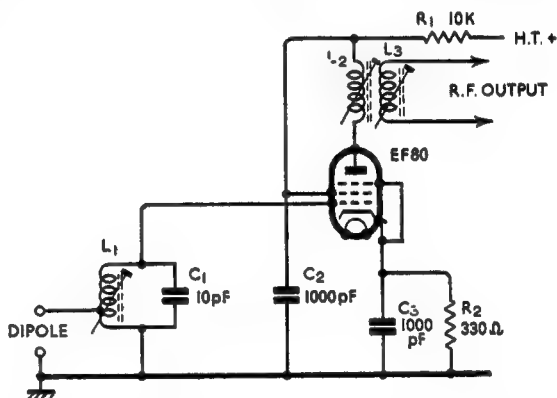 R1 10K
H.T. +
L2
L3
R.F. OUTPUT
EF80
L1
C1
10pF
C2
1000pF
C3
1000
pF
R2
330Ω
DIPOLE